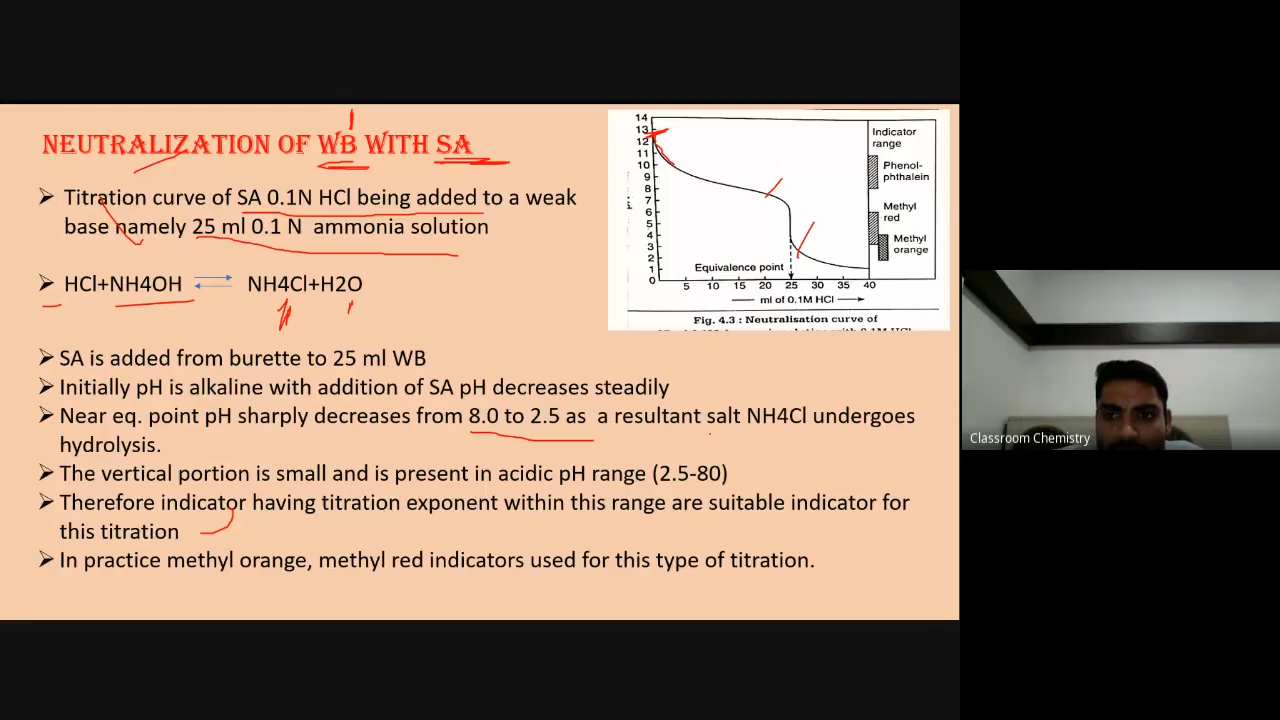 NEUTRALIZATION OF WB WITH SA
➢ Titration curve of SA 0.1N HCl being added to a weak
base namely 25 ml 0.1 N ammonia solution
➢ HCl+NH4OH ⇄ NH4Cl+H2O
➢ SA is added from burette to 25 ml WB
➢ Initially pH is alkaline with addition of SA pH decreases steadily
➢ Near eq. point pH sharply decreases from 8.0 to 2.5 as a resultant salt NH4Cl undergoes
hydrolysis.
➢ The vertical portion is small and is present in acidic pH range (2.5-80)
➢ Therefore indicator having titration exponent within this range are suitable indicator for
this titration
➢ In practice methyl orange, methyl red indicators used for this type of titration.
14
13
12
11
10
9
8
7
6
5
4
3
2
1
0
5 10 15 20 25 30 35 40
Equivalence point
ml of 0.1M HCl
Indicator
range
Phenol-
phthalein
Methyl
red
Methyl
orange
Fig. 4.3 : Neutralisation curve of
Classroom Chemistry